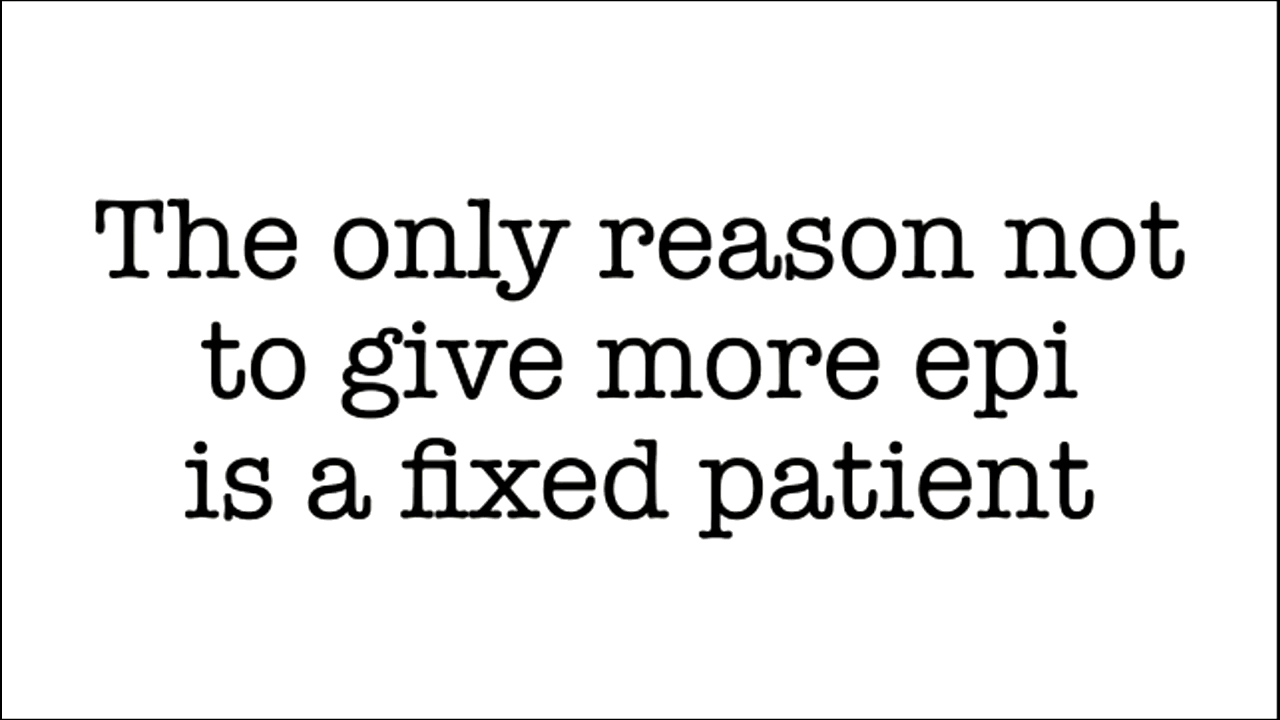 The only reason not
to give more epi
is a fixed patient